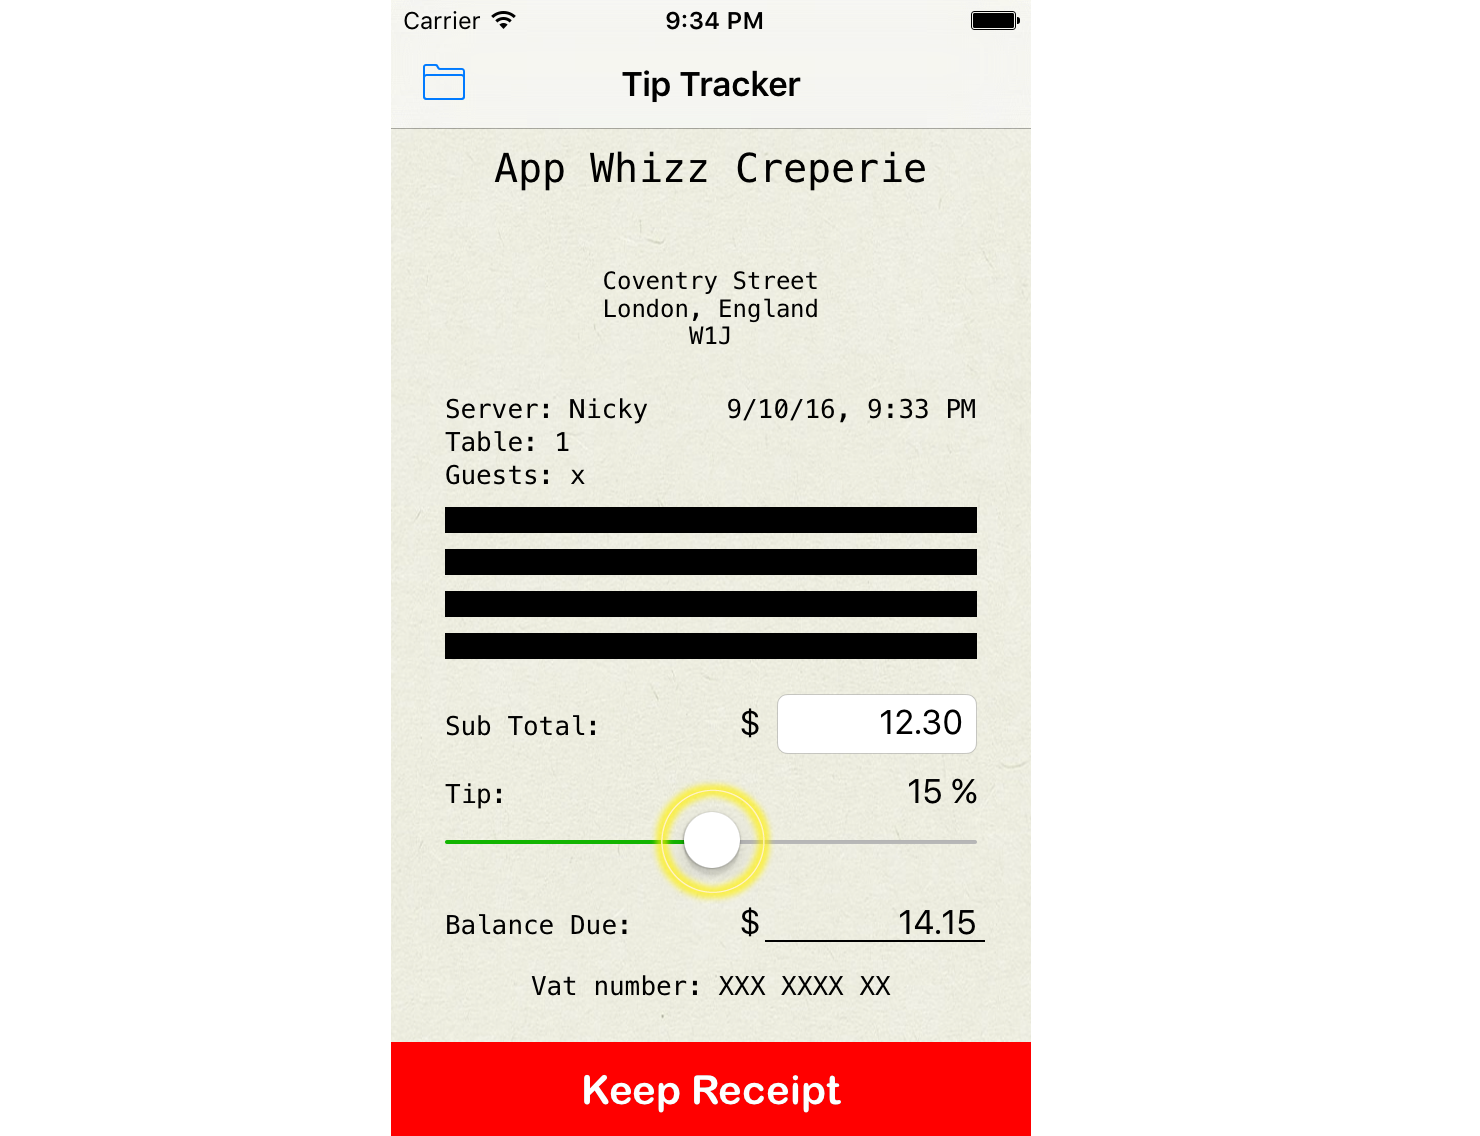 Carrier 9:34 PM
Tip Tracker
App Whizz Creperie
Coventry Street
London, England
W1J
Server: Nicky 9/10/16, 9:33 PM
Table: 1
Guests: x
Sub Total: $ 12.30
Tip: 15 %
Balance Due: $ 14.15
Vat number: XXX XXXX XX
Keep Receipt